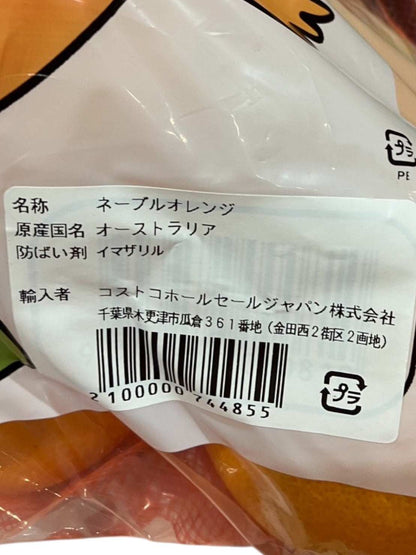 プラ
PE
名称 ネーブルオレンジ
原産国名 オーストラリア
防ばい剤 イマザリル
輸入者 コストコホールセールジャパン株式会社
千葉県木更津市瓜倉361番地（金田西2街区2画地）
2100000744855
プラ